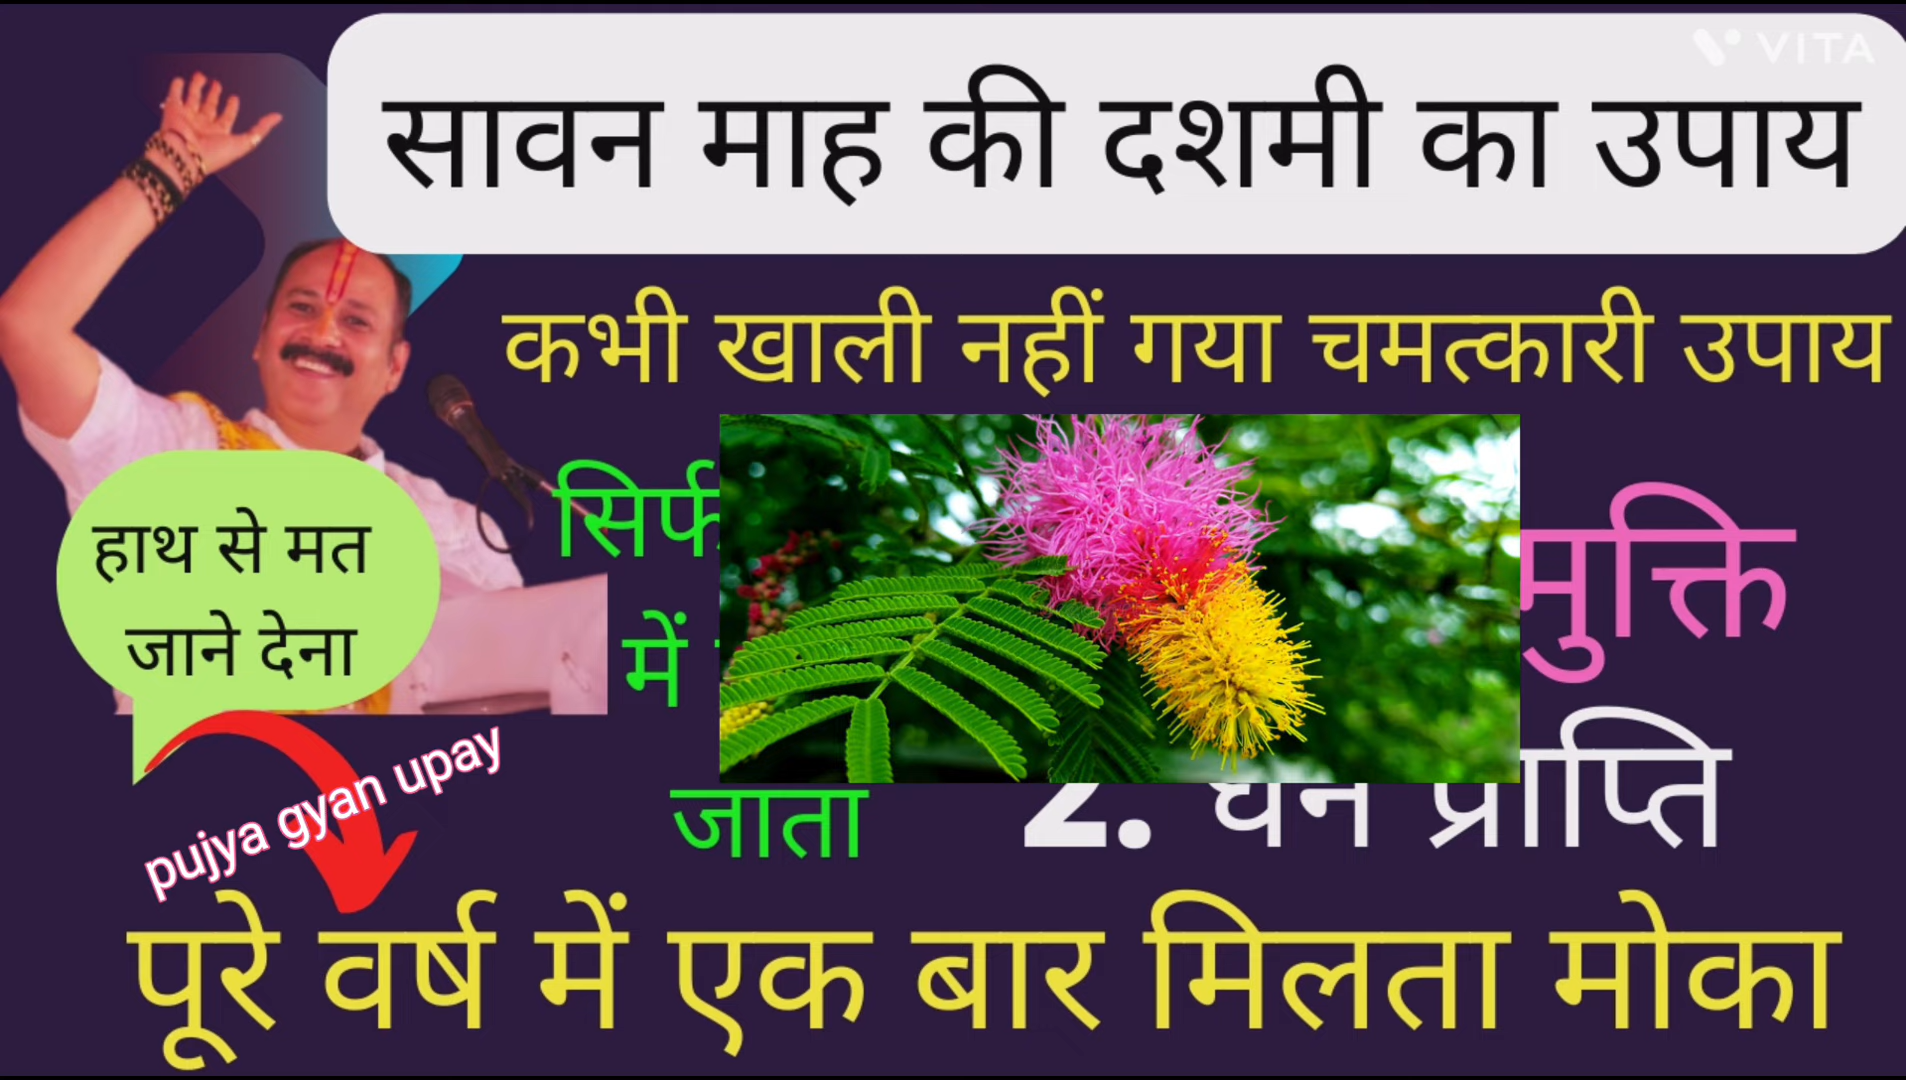 VITA
सावन माह की दशमी का उपाय
कभी खाली नहीं गया चमत्कारी उपाय
हाथ से मत
जाने देना
में
जाता
मुक्ति
2. धन प्राप्ति
pujya gyan upay
पूरे वर्ष में एक बार मिलता मोका